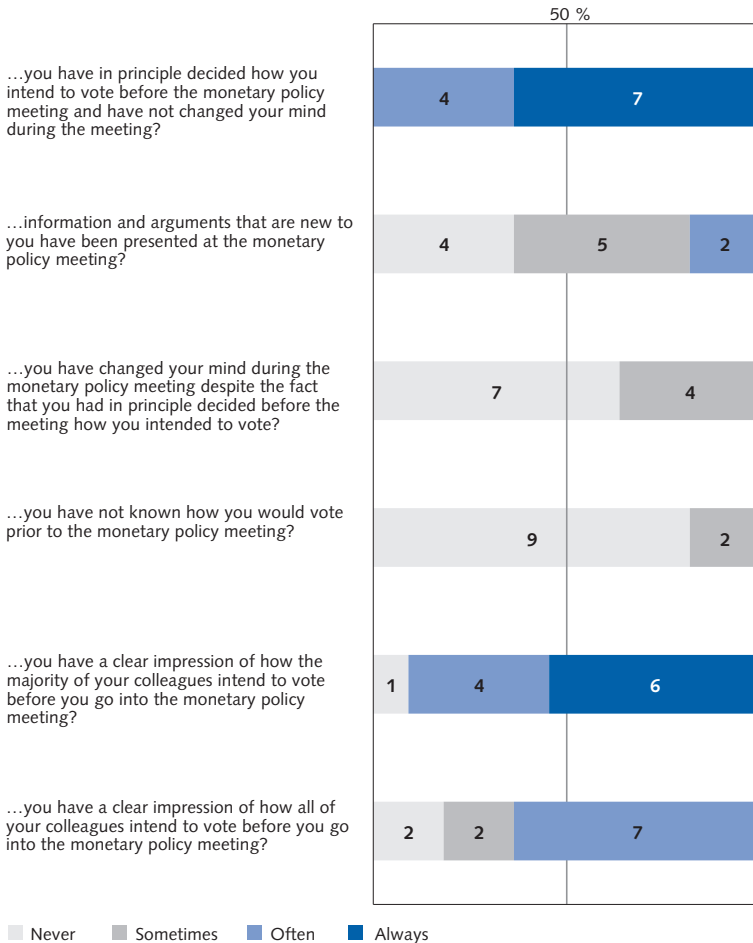 50 %
…you have in principle decided how you
intend to vote before the monetary policy
meeting and have not changed your mind
during the meeting?
4 7
…information and arguments that are new to
you have been presented at the monetary
policy meeting?
4 5 2
…you have changed your mind during the
monetary policy meeting despite the fact
that you had in principle decided before the
meeting how you intended to vote?
7 4
…you have not known how you would vote
prior to the monetary policy meeting?
9 2
…you have a clear impression of how the
majority of your colleagues intend to vote
before you go into the monetary policy
meeting?
1 4 6
…you have a clear impression of how all of
your colleagues intend to vote before you go
into the monetary policy meeting?
2 2 7
Never Sometimes Often Always